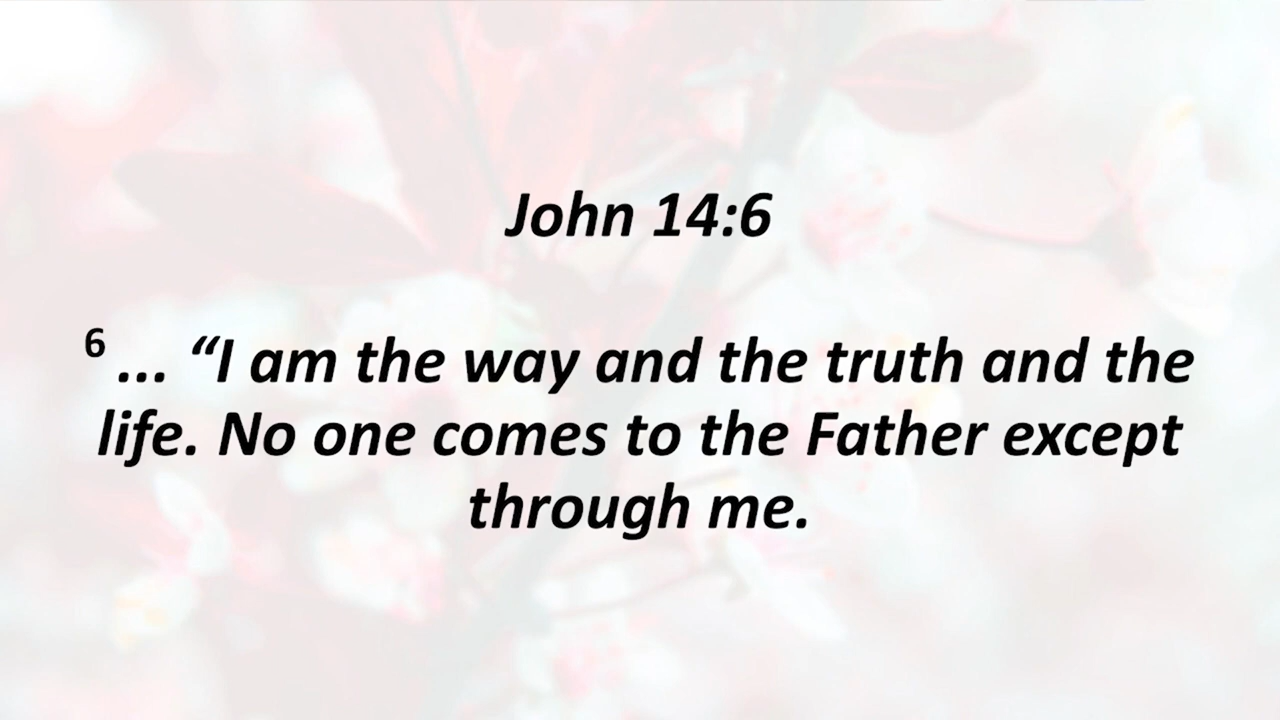 John 14:6
6 ... “I am the way and the truth and the
life. No one comes to the Father except
through me.